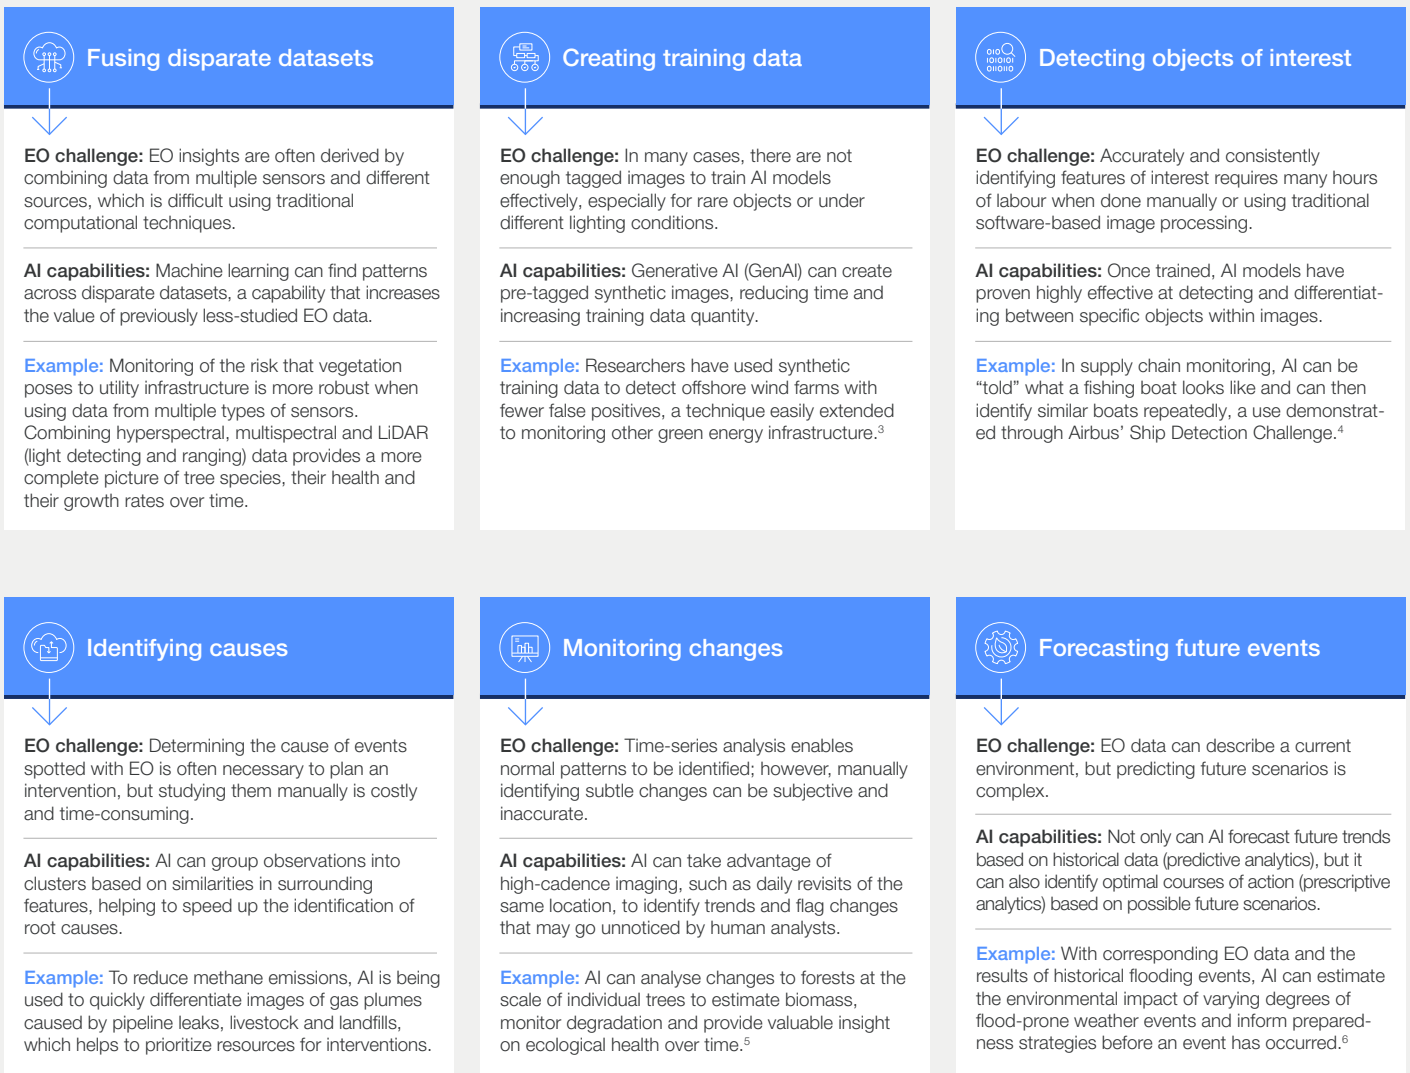 Fusing disparate datasets
EO challenge: EO insights are often derived by
combining data from multiple sensors and different
sources, which is difficult using traditional
computational techniques.
AI capabilities: Machine learning can find patterns
across disparate datasets, a capability that increases
the value of previously less-studied EO data.
Example: Monitoring of the risk that vegetation
poses to utility infrastructure is more robust when
using data from multiple types of sensors.
Combining hyperspectral, multispectral and LiDAR
(light detecting and ranging) data provides a more
complete picture of tree species, their health and
their growth rates over time.
Creating training data
EO challenge: In many cases, there are not
enough tagged images to train AI models
effectively, especially for rare objects or under
different lighting conditions.
AI capabilities: Generative AI (GenAI) can create
pre-tagged synthetic images, reducing time and
increasing training data quantity.
Example: Researchers have used synthetic
training data to detect offshore wind farms with
fewer false positives, a technique easily extended
to monitoring other green energy infrastructure.³
Detecting objects of interest
EO challenge: Accurately and consistently
identifying features of interest requires many hours
of labour when done manually or using traditional
software-based image processing.
AI capabilities: Once trained, AI models have
proven highly effective at detecting and differentiat-
ing between specific objects within images.
Example: In supply chain monitoring, AI can be
“told” what a fishing boat looks like and can then
identify similar boats repeatedly, a use demonstrat-
ed through Airbus’ Ship Detection Challenge.⁴
Identifying causes
EO challenge: Determining the cause of events
spotted with EO is often necessary to plan an
intervention, but studying them manually is costly
and time-consuming.
AI capabilities: AI can group observations into
clusters based on similarities in surrounding
features, helping to speed up the identification of
root causes.
Example: To reduce methane emissions, AI is being
used to quickly differentiate images of gas plumes
caused by pipeline leaks, livestock and landfills,
which helps to prioritize resources for interventions.
Monitoring changes
EO challenge: Time-series analysis enables
normal patterns to be identified; however, manually
identifying subtle changes can be subjective and
inaccurate.
AI capabilities: AI can take advantage of
high-cadence imaging, such as daily revisits of the
same location, to identify trends and flag changes
that may go unnoticed by human analysts.
Example: AI can analyse changes to forests at the
scale of individual trees to estimate biomass,
monitor degradation and provide valuable insight
on ecological health over time.⁵
Forecasting future events
EO challenge: EO data can describe a current
environment, but predicting future scenarios is
complex.
AI capabilities: Not only can AI forecast future trends
based on historical data (predictive analytics), but it
can also identify optimal courses of action (prescriptive
analytics) based on possible future scenarios.
Example: With corresponding EO data and the
results of historical flooding events, AI can estimate
the environmental impact of varying degrees of
flood-prone weather events and inform prepared-
ness strategies before an event has occurred.⁶